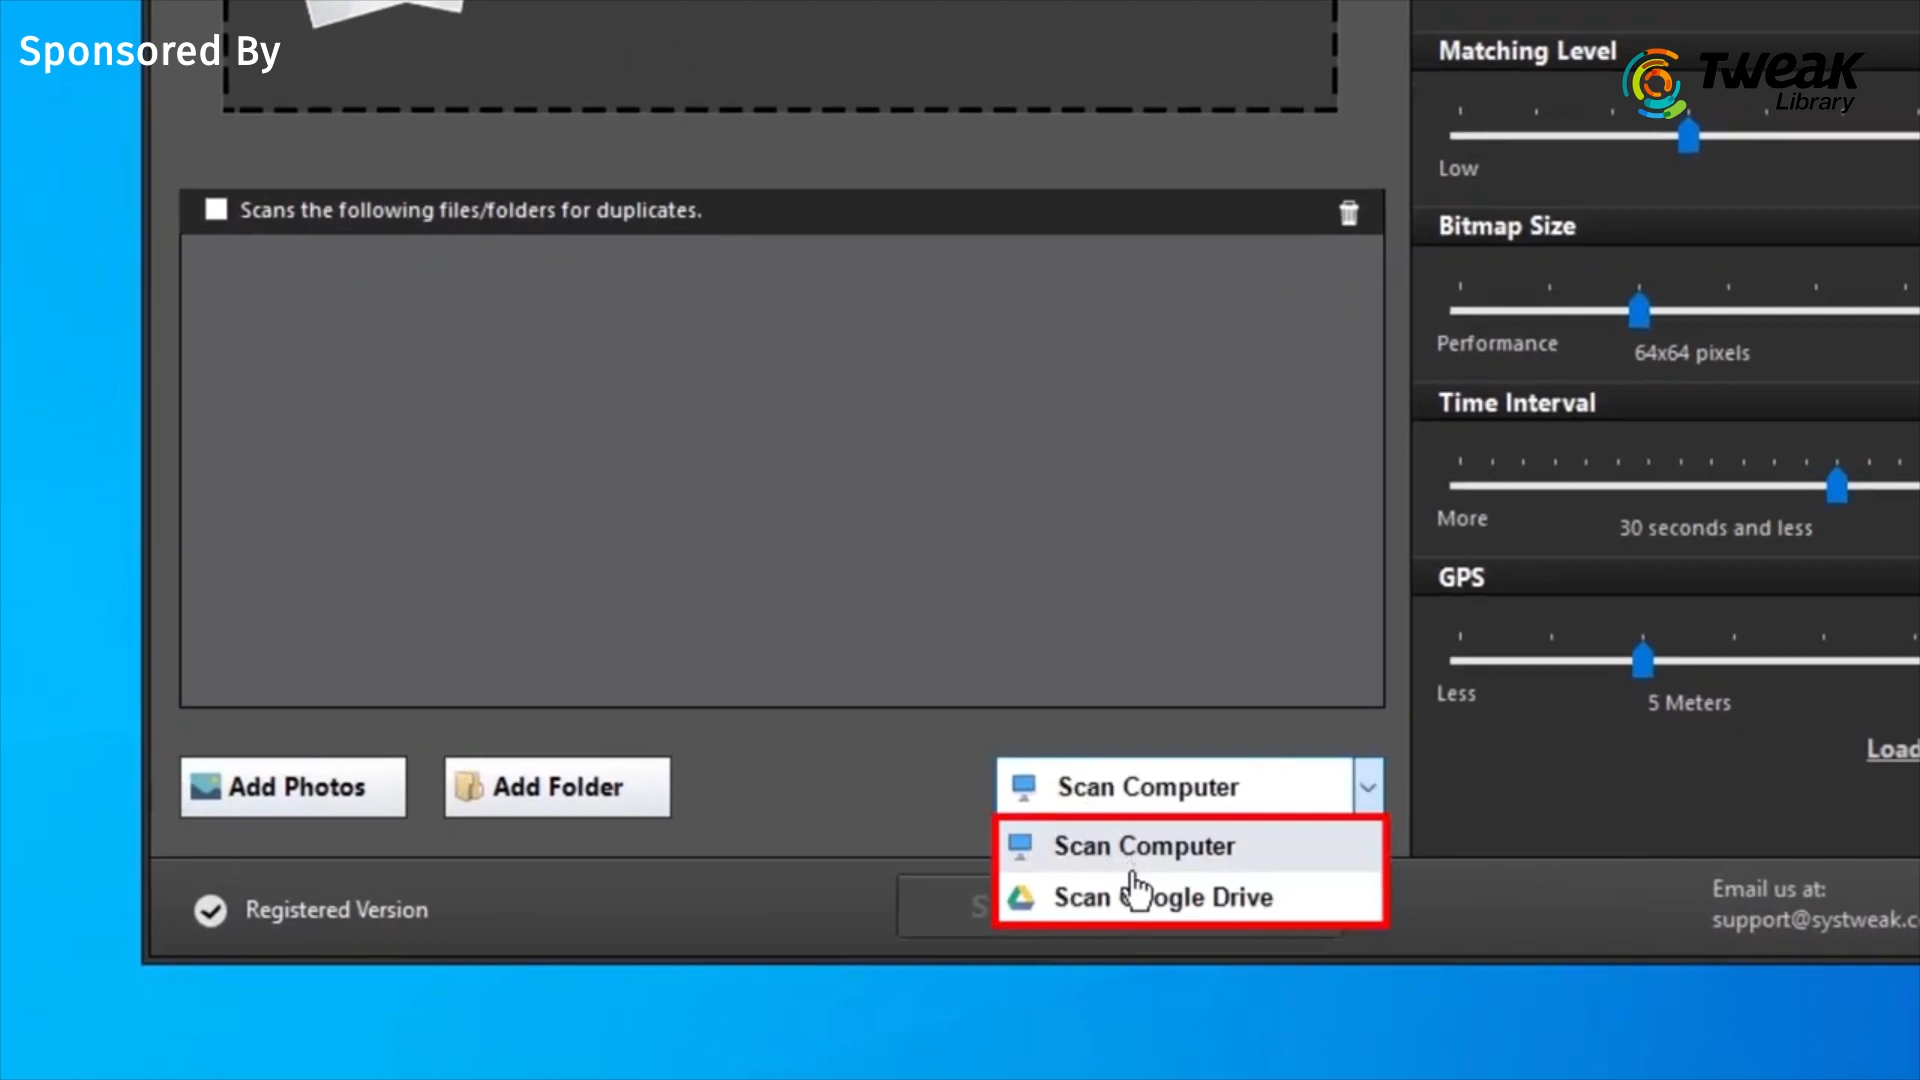 Sponsored By
Tweak
Library
Matching Level
Low
Scans the following files/folders for duplicates.
Bitmap Size
Performance
64x64 pixels
Time Interval
More
30 seconds and less
GPS
Less
5 Meters
Load
Add Photos
Add Folder
Scan Computer
Scan Computer
Scan Google Drive
Registered Version
Email us at:
support@systweak.c